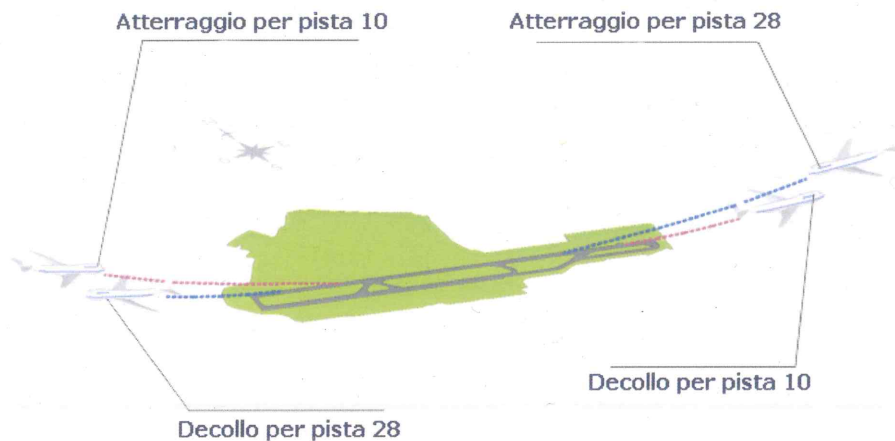 Atterraggio per pista 10
Atterraggio per pista 28
Decollo per pista 10
Decollo per pista 28